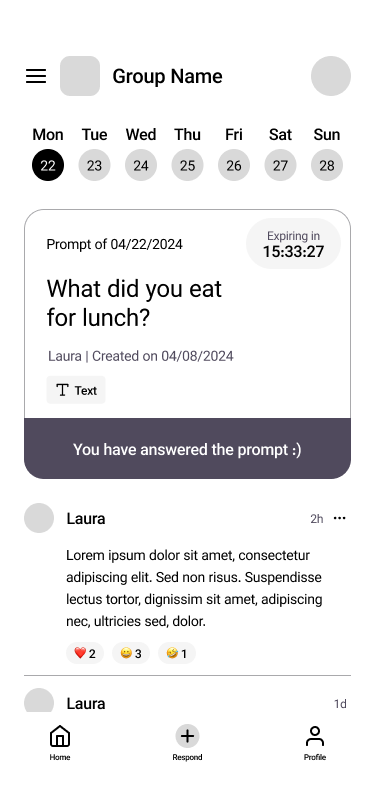 Group Name
Mon Tue Wed Thu Fri Sat Sun
22 23 24 25 26 27 28
Prompt of 04/22/2024
Expiring in
15:33:27
What did you eat
for lunch?
Laura | Created on 04/08/2024
Text
You have answered the prompt :)
Laura 2h
Lorem ipsum dolor sit amet, consectetur
adipiscing elit. Sed non risus. Suspendisse
lectus tortor, dignissim sit amet, adipiscing
nec, ultricies sed, dolor.
❤️ 2 😀 3 🤣 1
Laura 1d
Home Respond Profile